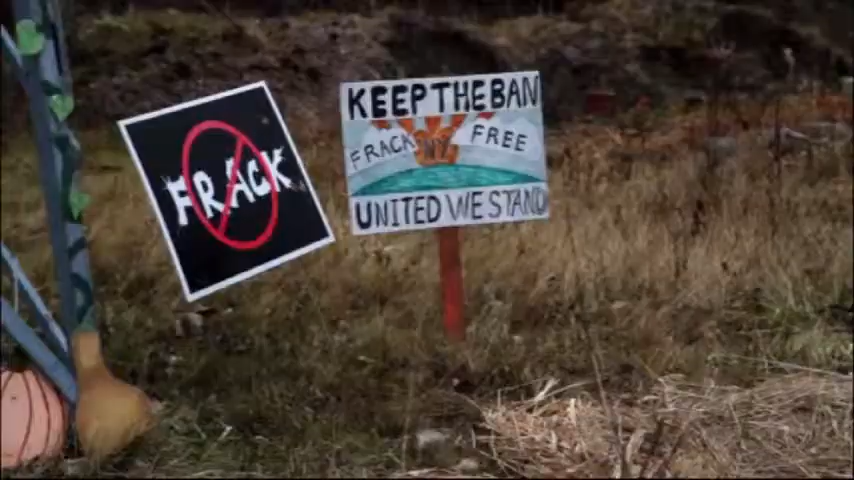 FRACK
KEEP THE BAN
FRACK NY FREE
UNITED WE STAND